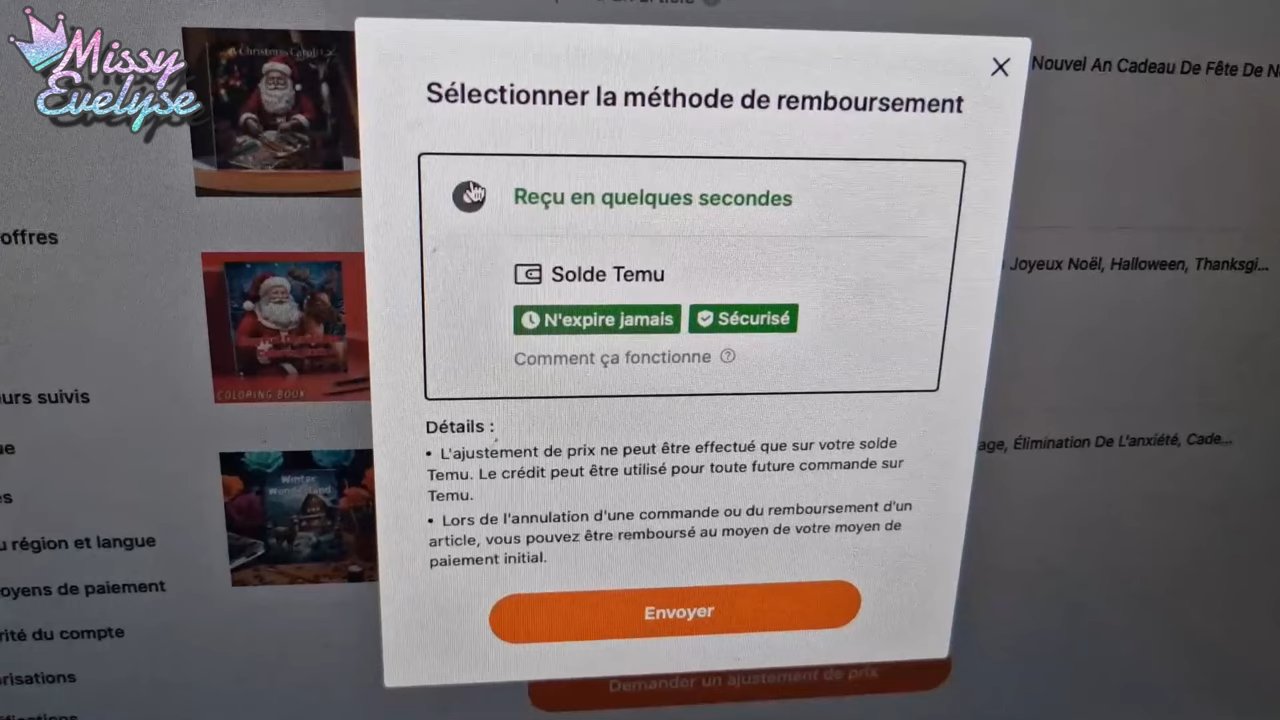 Missy
Evelyse
Sélectionner la méthode de remboursement
Nouvel An Cadeau De Fête De
Reçu en quelques secondes
offres
Solde Temu
Joyeux Noël, Halloween, Thanksgi...
N'expire jamais
Sécurisé
Comment ça fonctionne
COLORING BOOK
urs suivis
Détails :
• L'ajustement de prix ne peut être effectué que sur votre solde
Temu. Le crédit peut être utilisé pour toute future commande sur
Temu.
age, Élimination De L'anxiété, Cade...
Winter
Wonderland
• Lors de l'annulation d'une commande ou du remboursement d'un
article, vous pouvez être remboursé au moyen de votre moyen de
paiement initial.
u région et langue
oyens de paiement
Envoyer
rité du compte
risations
Demander un ajustement de prix